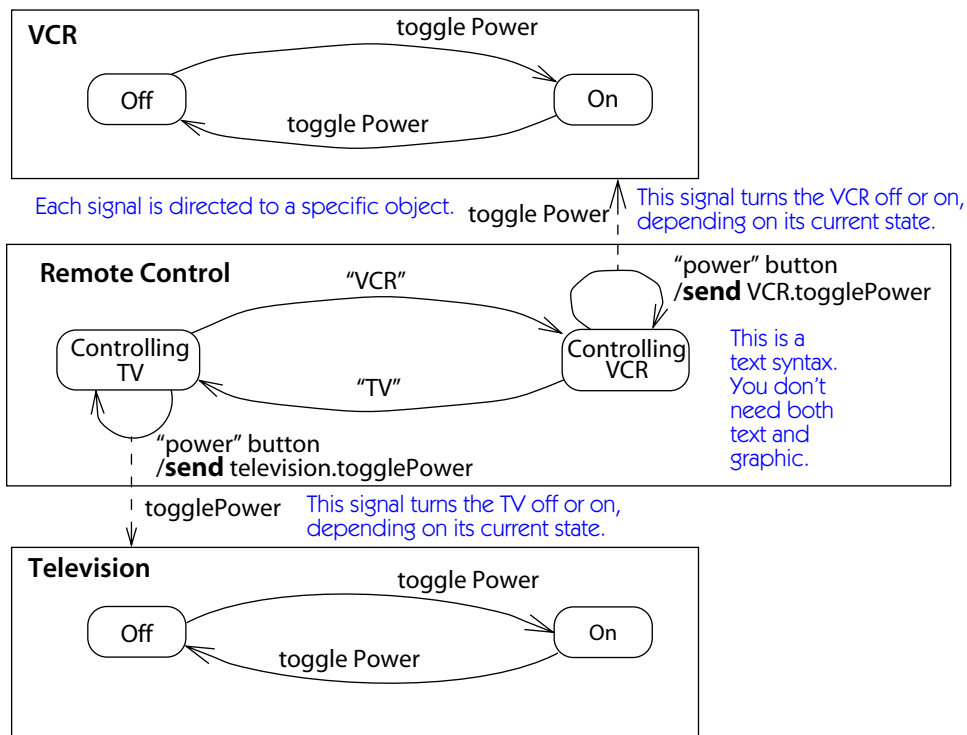 VCR
toggle Power
Off
On
toggle Power
Each signal is directed to a specific object.
toggle Power
This signal turns the VCR off or on,
depending on its current state.
Remote Control
“VCR”
“power” button
/send VCR.togglePower
Controlling
TV
Controlling
VCR
“TV”
This is a
text syntax.
You don’t
need both
text and
graphic.
“power” button
/send television.togglePower
togglePower
This signal turns the TV off or on,
depending on its current state.
Television
toggle Power
Off
On
toggle Power